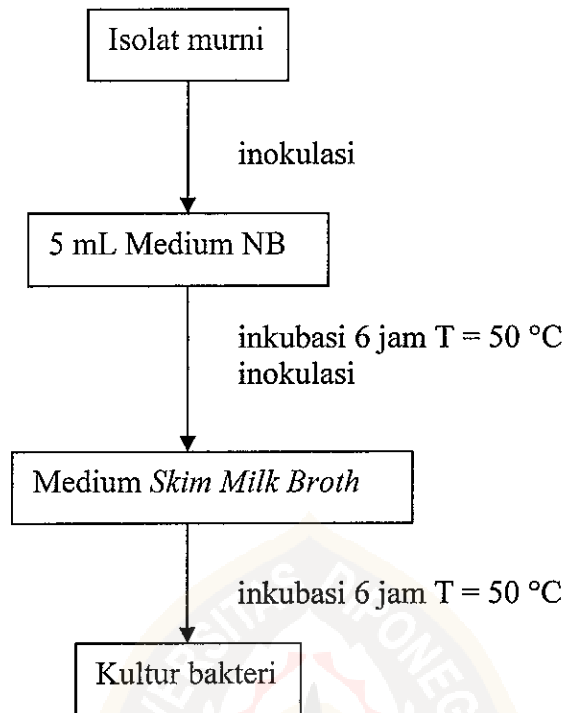 Isolat murni
inokulasi
5 mL Medium NB
inkubasi 6 jam T = 50 °C
inokulasi
Medium Skim Milk Broth
inkubasi 6 jam T = 50 °C
Kultur bakteri